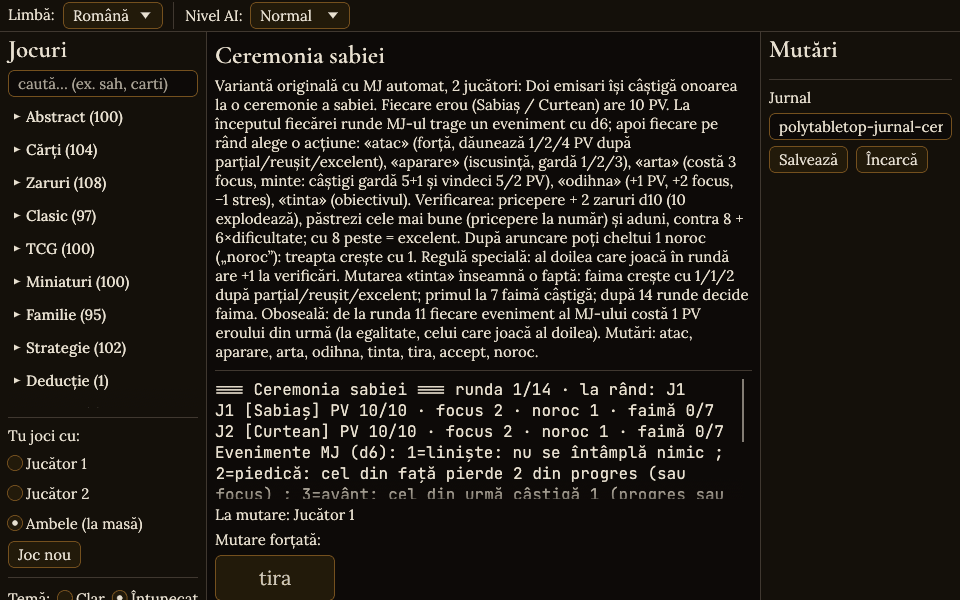 Limbă: Română ▼ Nivel AI: Normal ▼
Jocuri
caută... (ex. sah, carti)
▸ Abstract (100)
▸ Cărți (104)
▸ Zaruri (108)
▸ Clasic (97)
▸ TCG (100)
▸ Miniaturi (100)
▸ Familie (95)
▸ Strategie (102)
▸ Deducție (1)
Tu joci cu:
Jucător 1
Jucător 2
Ambele (la masă)
Joc nou
Temă: Clar Întunecat
Ceremonia sabiei
Variantă originală cu MJ automat, 2 jucători: Doi emisari își câștigă onoarea
la o ceremonie a sabiei. Fiecare erou (Sabiaș / Curtean) are 10 PV. La
începutul fiecărei runde MJ-ul trage un eveniment cu d6; apoi fiecare pe
rând alege o acțiune: «atac» (forță, dăunează 1/2/4 PV după
parțial/reușit/excelent), «aparare» (iscusință, gardă 1/2/3), «arta» (costă 3
focus, minte: câștigi gardă 5+1 și vindeci 5/2 PV), «odihna» (+1 PV, +2 focus,
−1 stres), «tinta» (obiectivul). Verificarea: pricepere + 2 zaruri d10 (10
explodează), păstrezi cele mai bune (pricepere la număr) și aduni, contra 8 +
6×dificultate; cu 8 peste = excelent. După aruncare poți cheltui 1 noroc
(„noroc”): treapta crește cu 1. Regulă specială: al doilea care joacă în rundă
are +1 la verificări. Mutarea «tinta» înseamnă o faptă: faima crește cu 1/1/2
după parțial/reușit/excelent; primul la 7 faimă câștigă; după 14 runde decide
faima. Oboseală: de la runda 11 fiecare eveniment al MJ-ului costă 1 PV
eroului din urmă (la egalitate, celui care joacă al doilea). Mutări: atac,
aparare, arta, odihna, tinta, tira, accept, noroc.
═══ Ceremonia sabiei ═══ runda 1/14 · la rând: J1
J1 [Sabiaș] PV 10/10 · focus 2 · noroc 1 · faimă 0/7
J2 [Curtean] PV 10/10 · focus 2 · noroc 1 · faimă 0/7
Evenimente MJ (d6): 1=liniște: nu se întâmplă nimic ;
2=piedică: cel din față pierde 2 din progres (sau
focus) ; 3=avânt: cel din urmă câștigă 1 (progres sau
La mutare: Jucător 1
Mutare forțată:
tira
Mutări
Jurnal
polytabletop-jurnal-cer
Salvează Încarcă